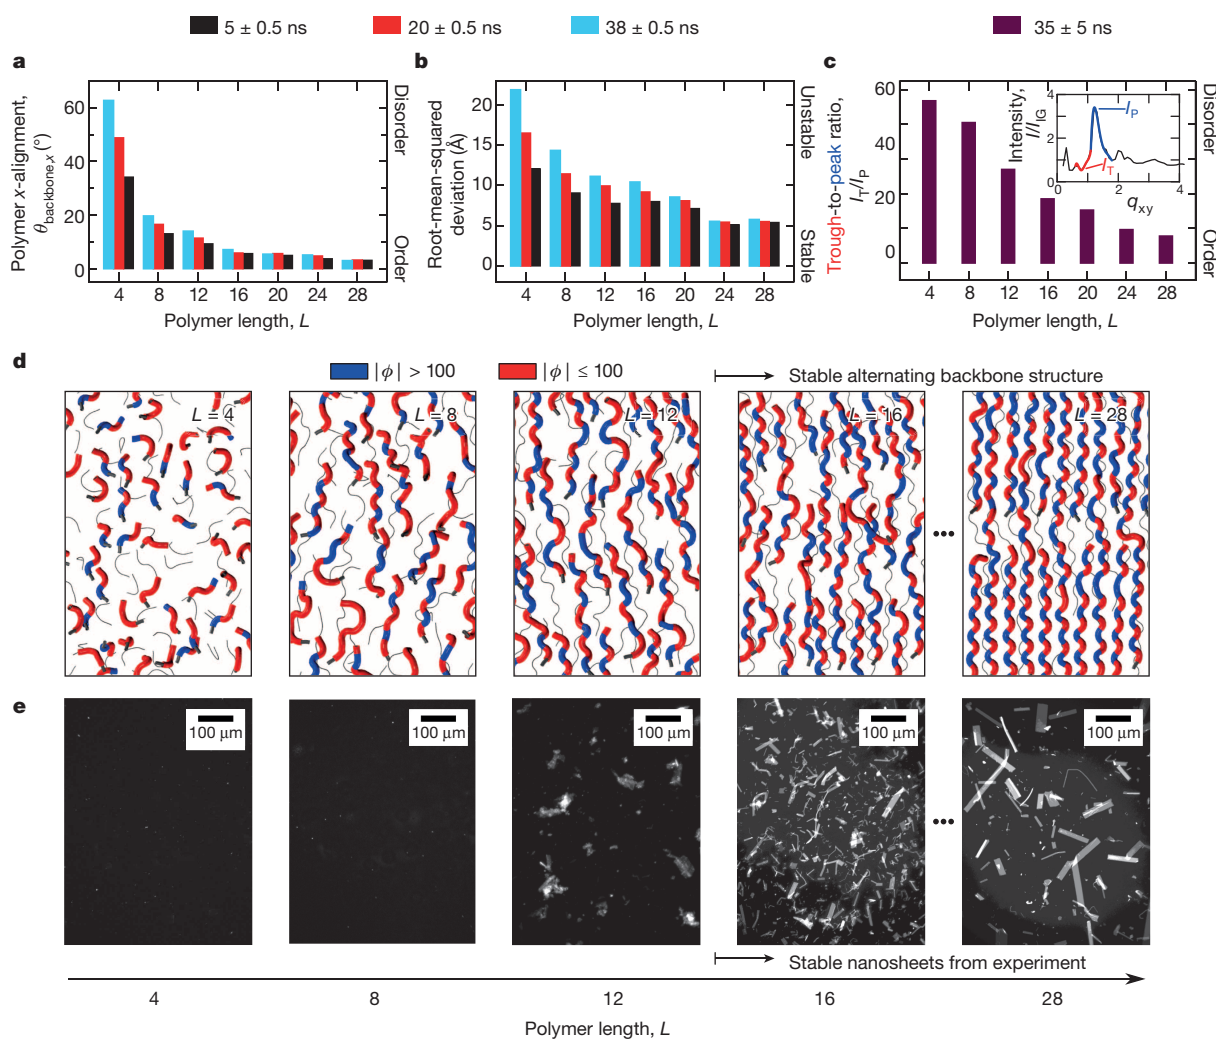 5 ± 0.5 ns
20 ± 0.5 ns
38 ± 0.5 ns
35 ± 5 ns
a
Polymer x-alignment,
θbackbone,x (°)
60
40
20
0
Disorder
Order
4 8 12 16 20 24 28
Polymer length, L
b
Root-mean-squared
deviation (Å)
20
15
10
5
0
Unstable
Stable
4 8 12 16 20 24 28
Polymer length, L
c
Trough-to-peak ratio,
IT/IP
60
40
20
0
Disorder
Order
4 8 12 16 20 24 28
Polymer length, L
Intensity,
I/IIG
4
2
0
IP
IT
0 2 4
qxy
d
|ϕ| > 100
|ϕ| ≤ 100
Stable alternating backbone structure
L = 4
L = 8
L = 12
L = 16
L = 28
•••
e
100 μm
100 μm
100 μm
100 μm
100 μm
•••
Stable nanosheets from experiment
4 8 12 16 28
Polymer length, L